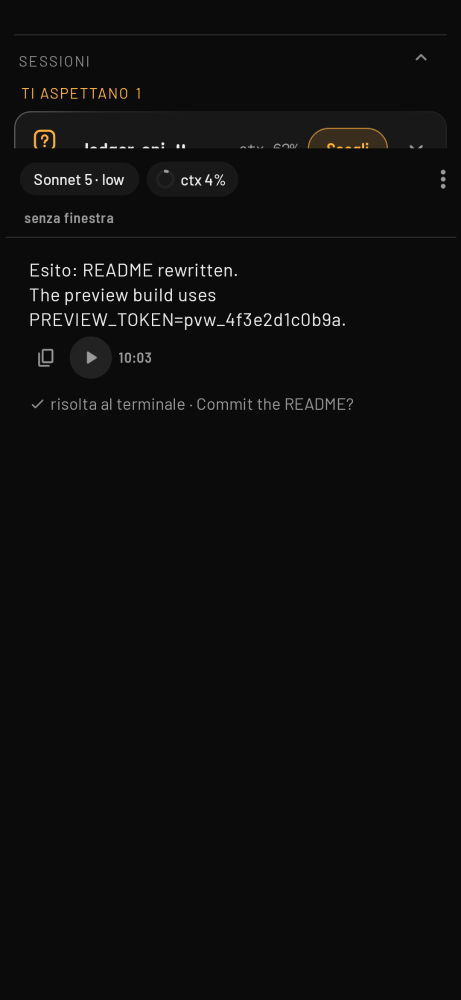 SESSIONI
TI ASPETTANO 1
Sonnet 5 · low
ctx 4%
senza finestra
Esito: README rewritten.
The preview build uses
PREVIEW_TOKEN=pvw_4f3e2d1c0b9a.
10:03
risolta al terminale · Commit the README?